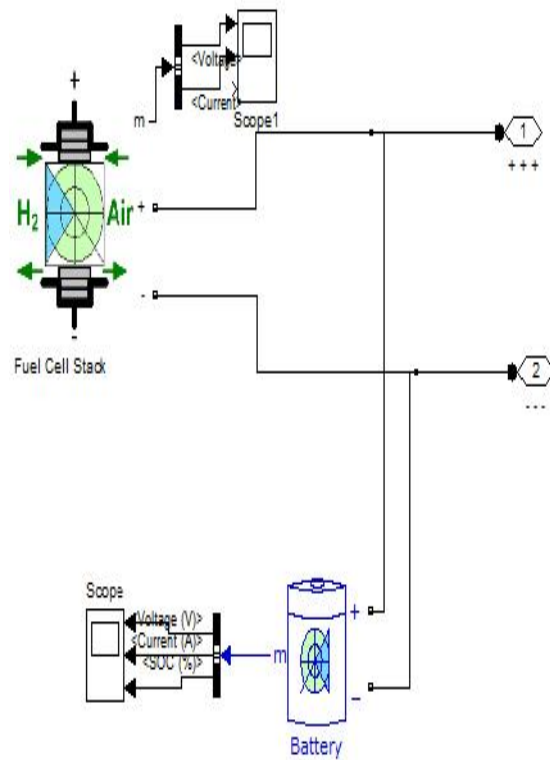 +
<Voltage>
<Current>
m
Scope1
1
+++
H2
Air
+
-
-
Fuel Cell Stack
2
---
Scope
<Voltage (V)>
<Current (A)>
<SOC (%)>
m
+
-
Battery